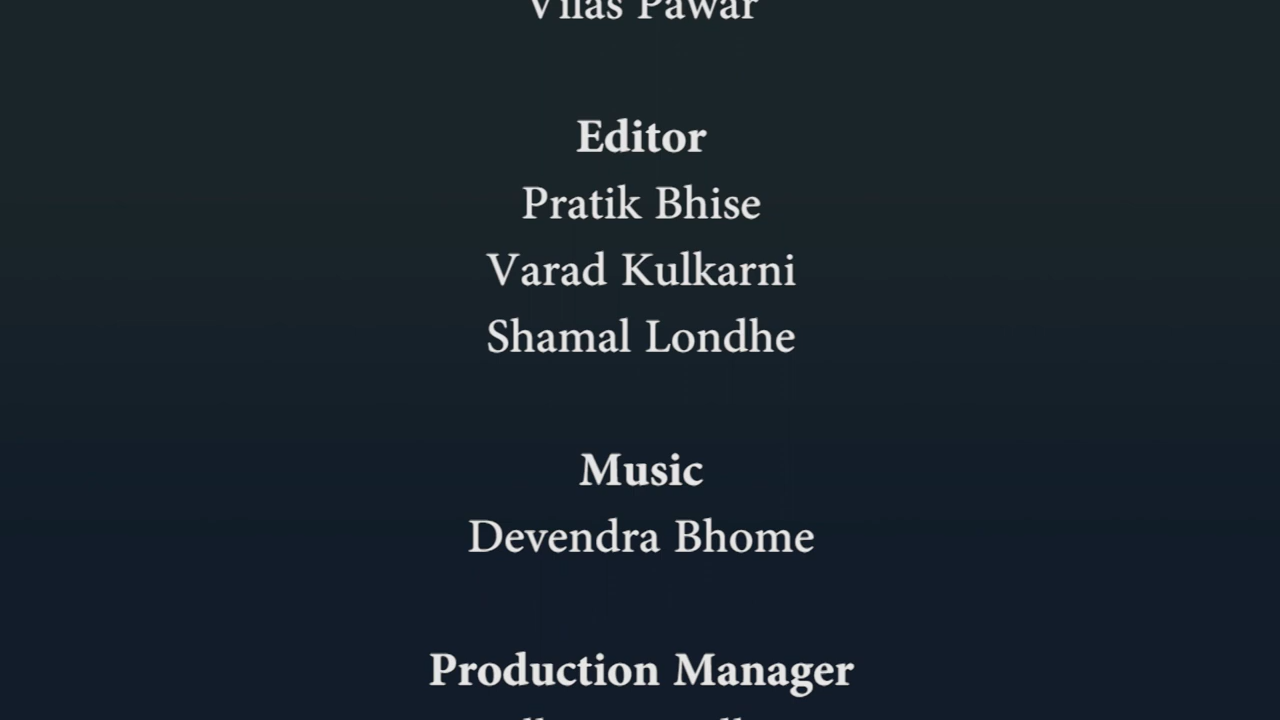 Vilas Pawar
Editor
Pratik Bhise
Varad Kulkarni
Shamal Londhe
Music
Devendra Bhome
Production Manager